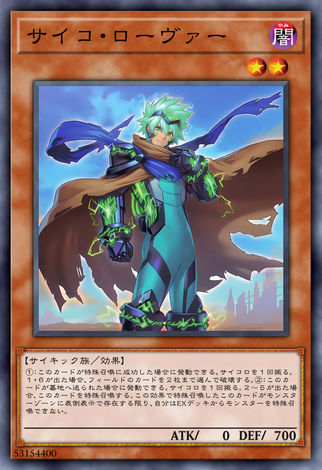 サイコ・ローヴァー
闇
やみ
【サイキック族／効果】
①：このカードが特殊召喚に成功した場合に発動できる。サイコロを１回振る。
１・６が出た場合、フィールドのカードを２枚まで選んで破壊する。②：このカ
ードが墓地へ送られた場合に発動できる。サイコロを１回振る。２～５が出た場
合、このカードを特殊召喚する。この効果で特殊召喚したこのカードがモンスタ
ーゾーンに表側表示で存在する限り、自分はEXデッキからモンスターを特殊召
喚できない。
ATK/ 0 DEF/ 700
53154400